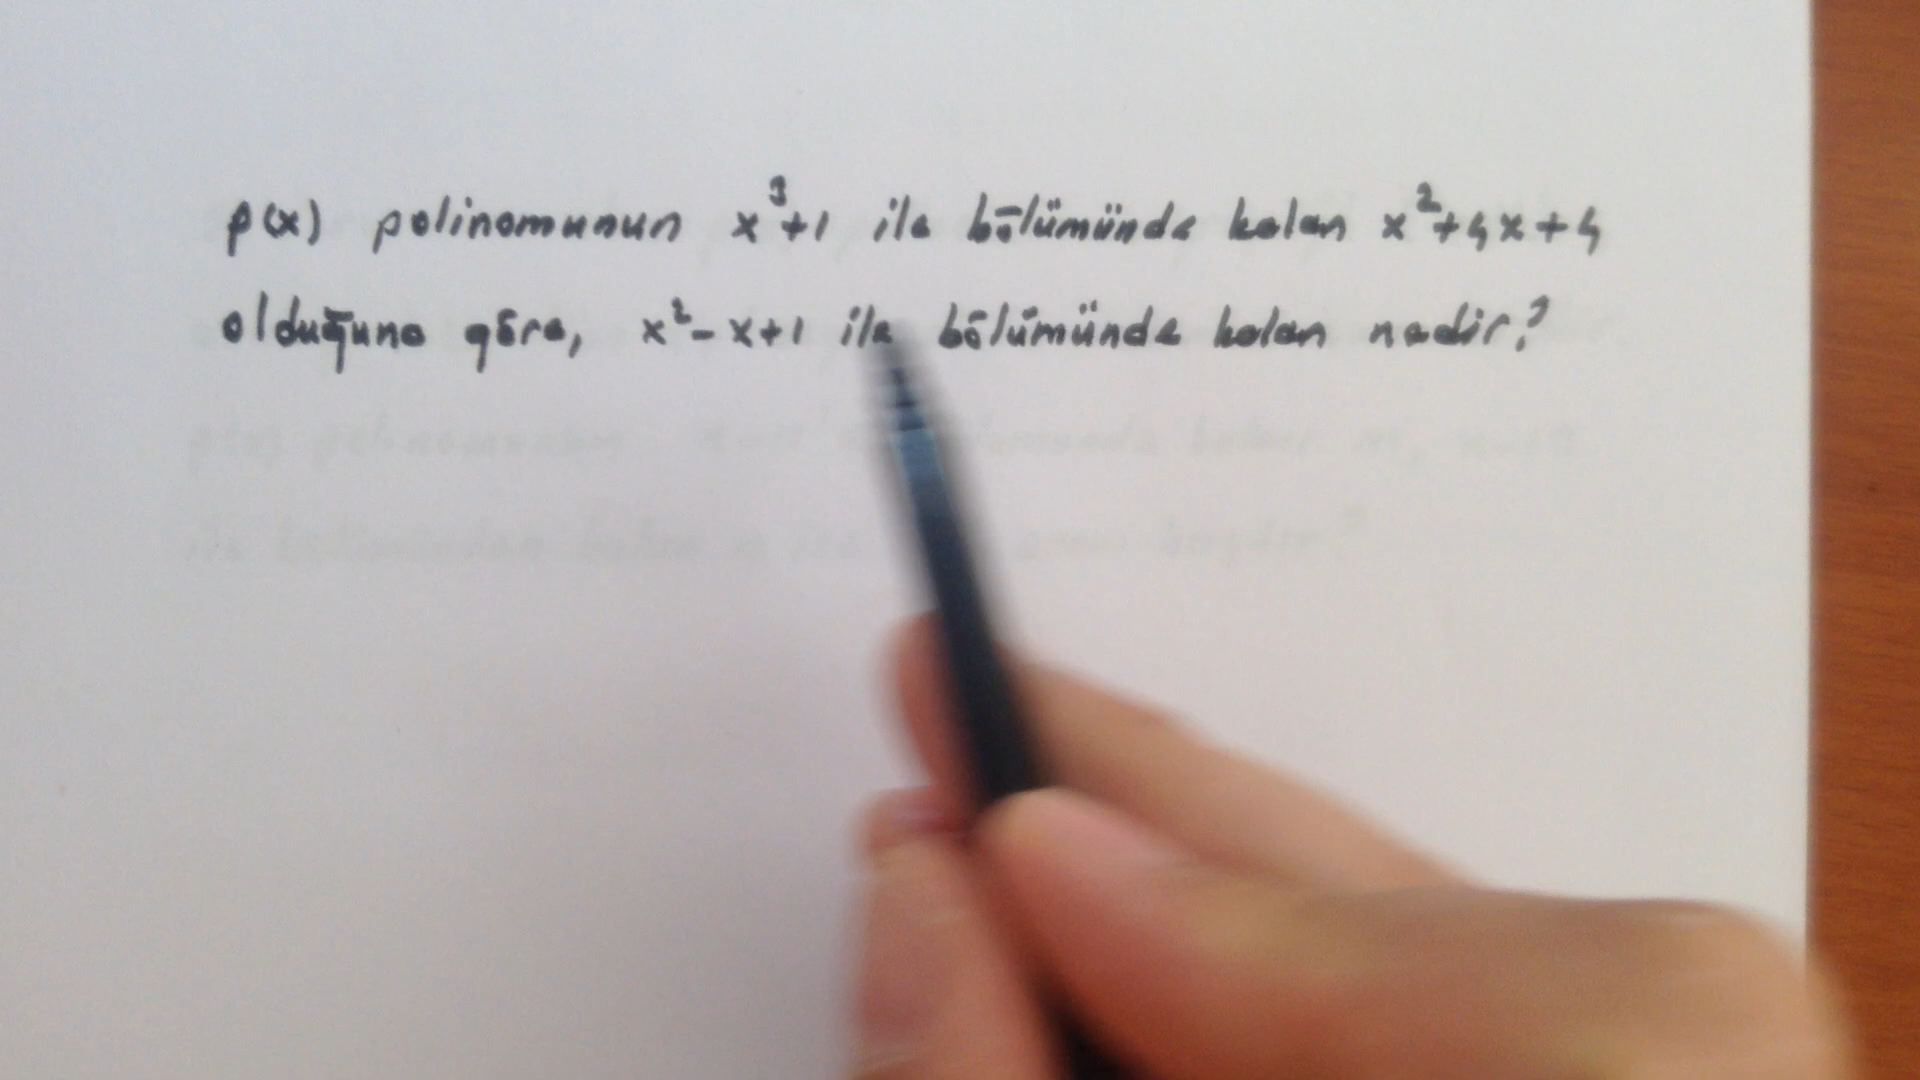 p(x) polinomunun x³+1 ile bölümünde kalan x²+4x+4
olduğuna göre, x²-x+1 ile bölümünde kalan nedir?